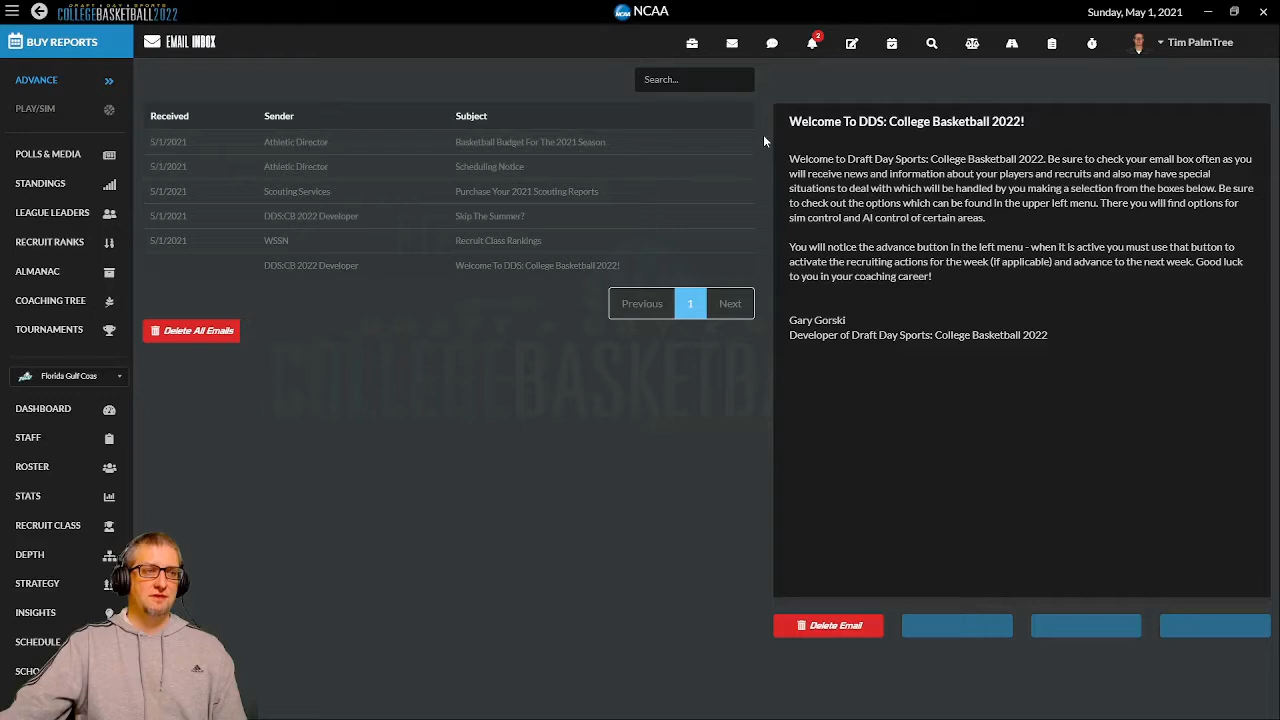 DRAFT DAY SPORTS
COLLEGEBASKETBALL2022
NCAA
Sunday, May 1, 2021
BUY REPORTS
EMAIL INBOX
2
Tim PalmTree
ADVANCE
PLAY/SIM
POLLS & MEDIA
STANDINGS
LEAGUE LEADERS
RECRUIT RANKS
ALMANAC
COACHING TREE
TOURNAMENTS
Florida Gulf Coas
DASHBOARD
STAFF
ROSTER
STATS
RECRUIT CLASS
DEPTH
STRATEGY
INSIGHTS
SCHEDULE
Search...
Received Sender Subject
5/1/2021 Athletic Director Basketball Budget For The 2021 Season
5/1/2021 Athletic Director Scheduling Notice
5/1/2021 Scouting Services Purchase Your 2021 Scouting Reports
5/1/2021 DDS:CB 2022 Developer Skip The Summer?
5/1/2021 WSSN Recruit Class Rankings
DDS:CB 2022 Developer Welcome To DDS: College Basketball 2022!
Previous 1 Next
Delete All Emails
COLLEGEBASKETBA
Welcome To DDS: College Basketball 2022!
Welcome to Draft Day Sports: College Basketball 2022. Be sure to check your email box often as you
will receive news and information about your players and recruits and also may have special
situations to deal with which will be handled by you making a selection from the boxes below. Be sure
to check out the options which can be found in the upper left menu. There you will find options for
sim control and AI control of certain areas.
You will notice the advance button in the left menu - when it is active you must use that button to
activate the recruiting actions for the week (if applicable) and advance to the next week. Good luck
to you in your coaching career!
Gary Gorski
Developer of Draft Day Sports: College Basketball 2022
Delete Email